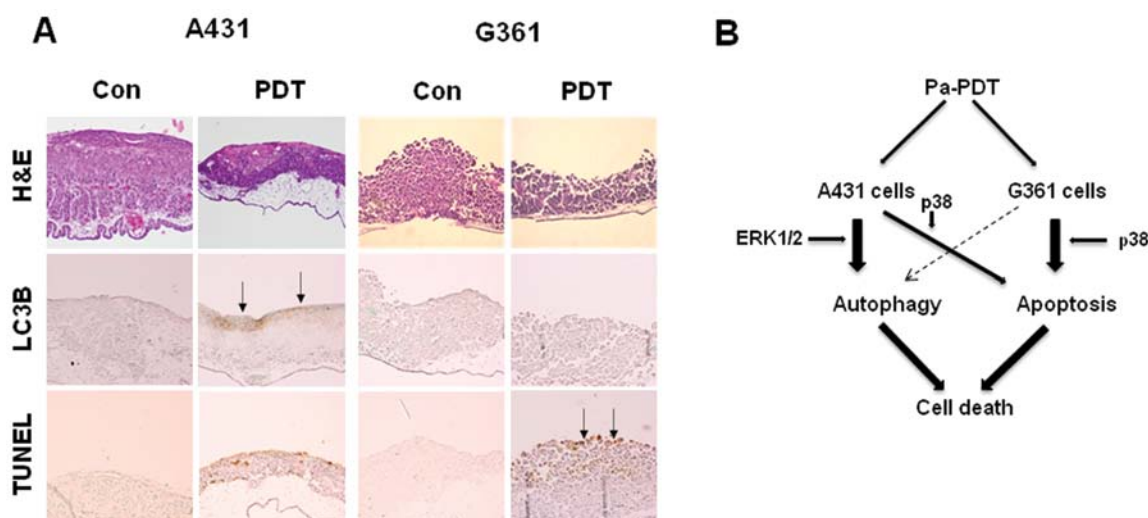 A
A431
G361
Con
PDT
Con
PDT
H&E
LC3B
TUNEL
B
Pa-PDT
A431 cells
G361 cells
p38
ERK1/2
p38
Autophagy
Apoptosis
Cell death